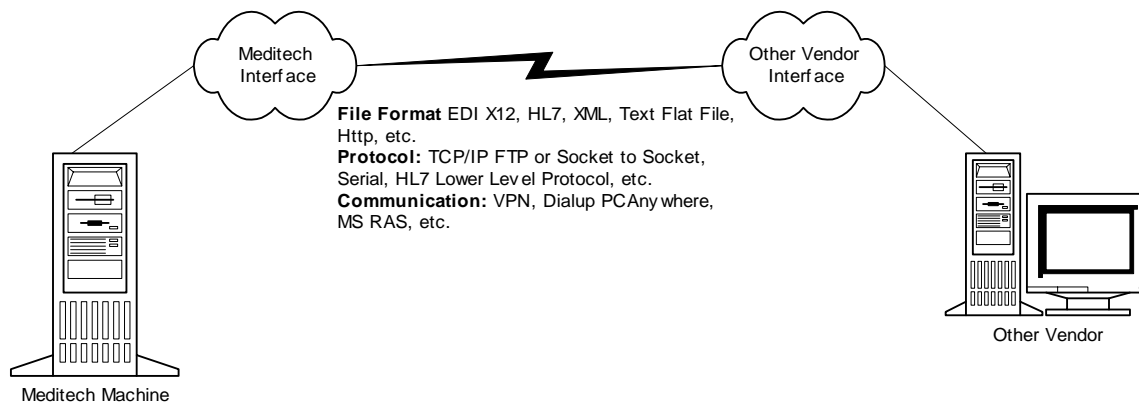 Meditech
Interface
Other Vendor
Interface
File Format EDI X12, HL7, XML, Text Flat File,
Http, etc.
Protocol: TCP/IP FTP or Socket to Socket,
Serial, HL7 Lower Level Protocol, etc.
Communication: VPN, Dialup PCAnywhere,
MS RAS, etc.
Other Vendor
Meditech Machine